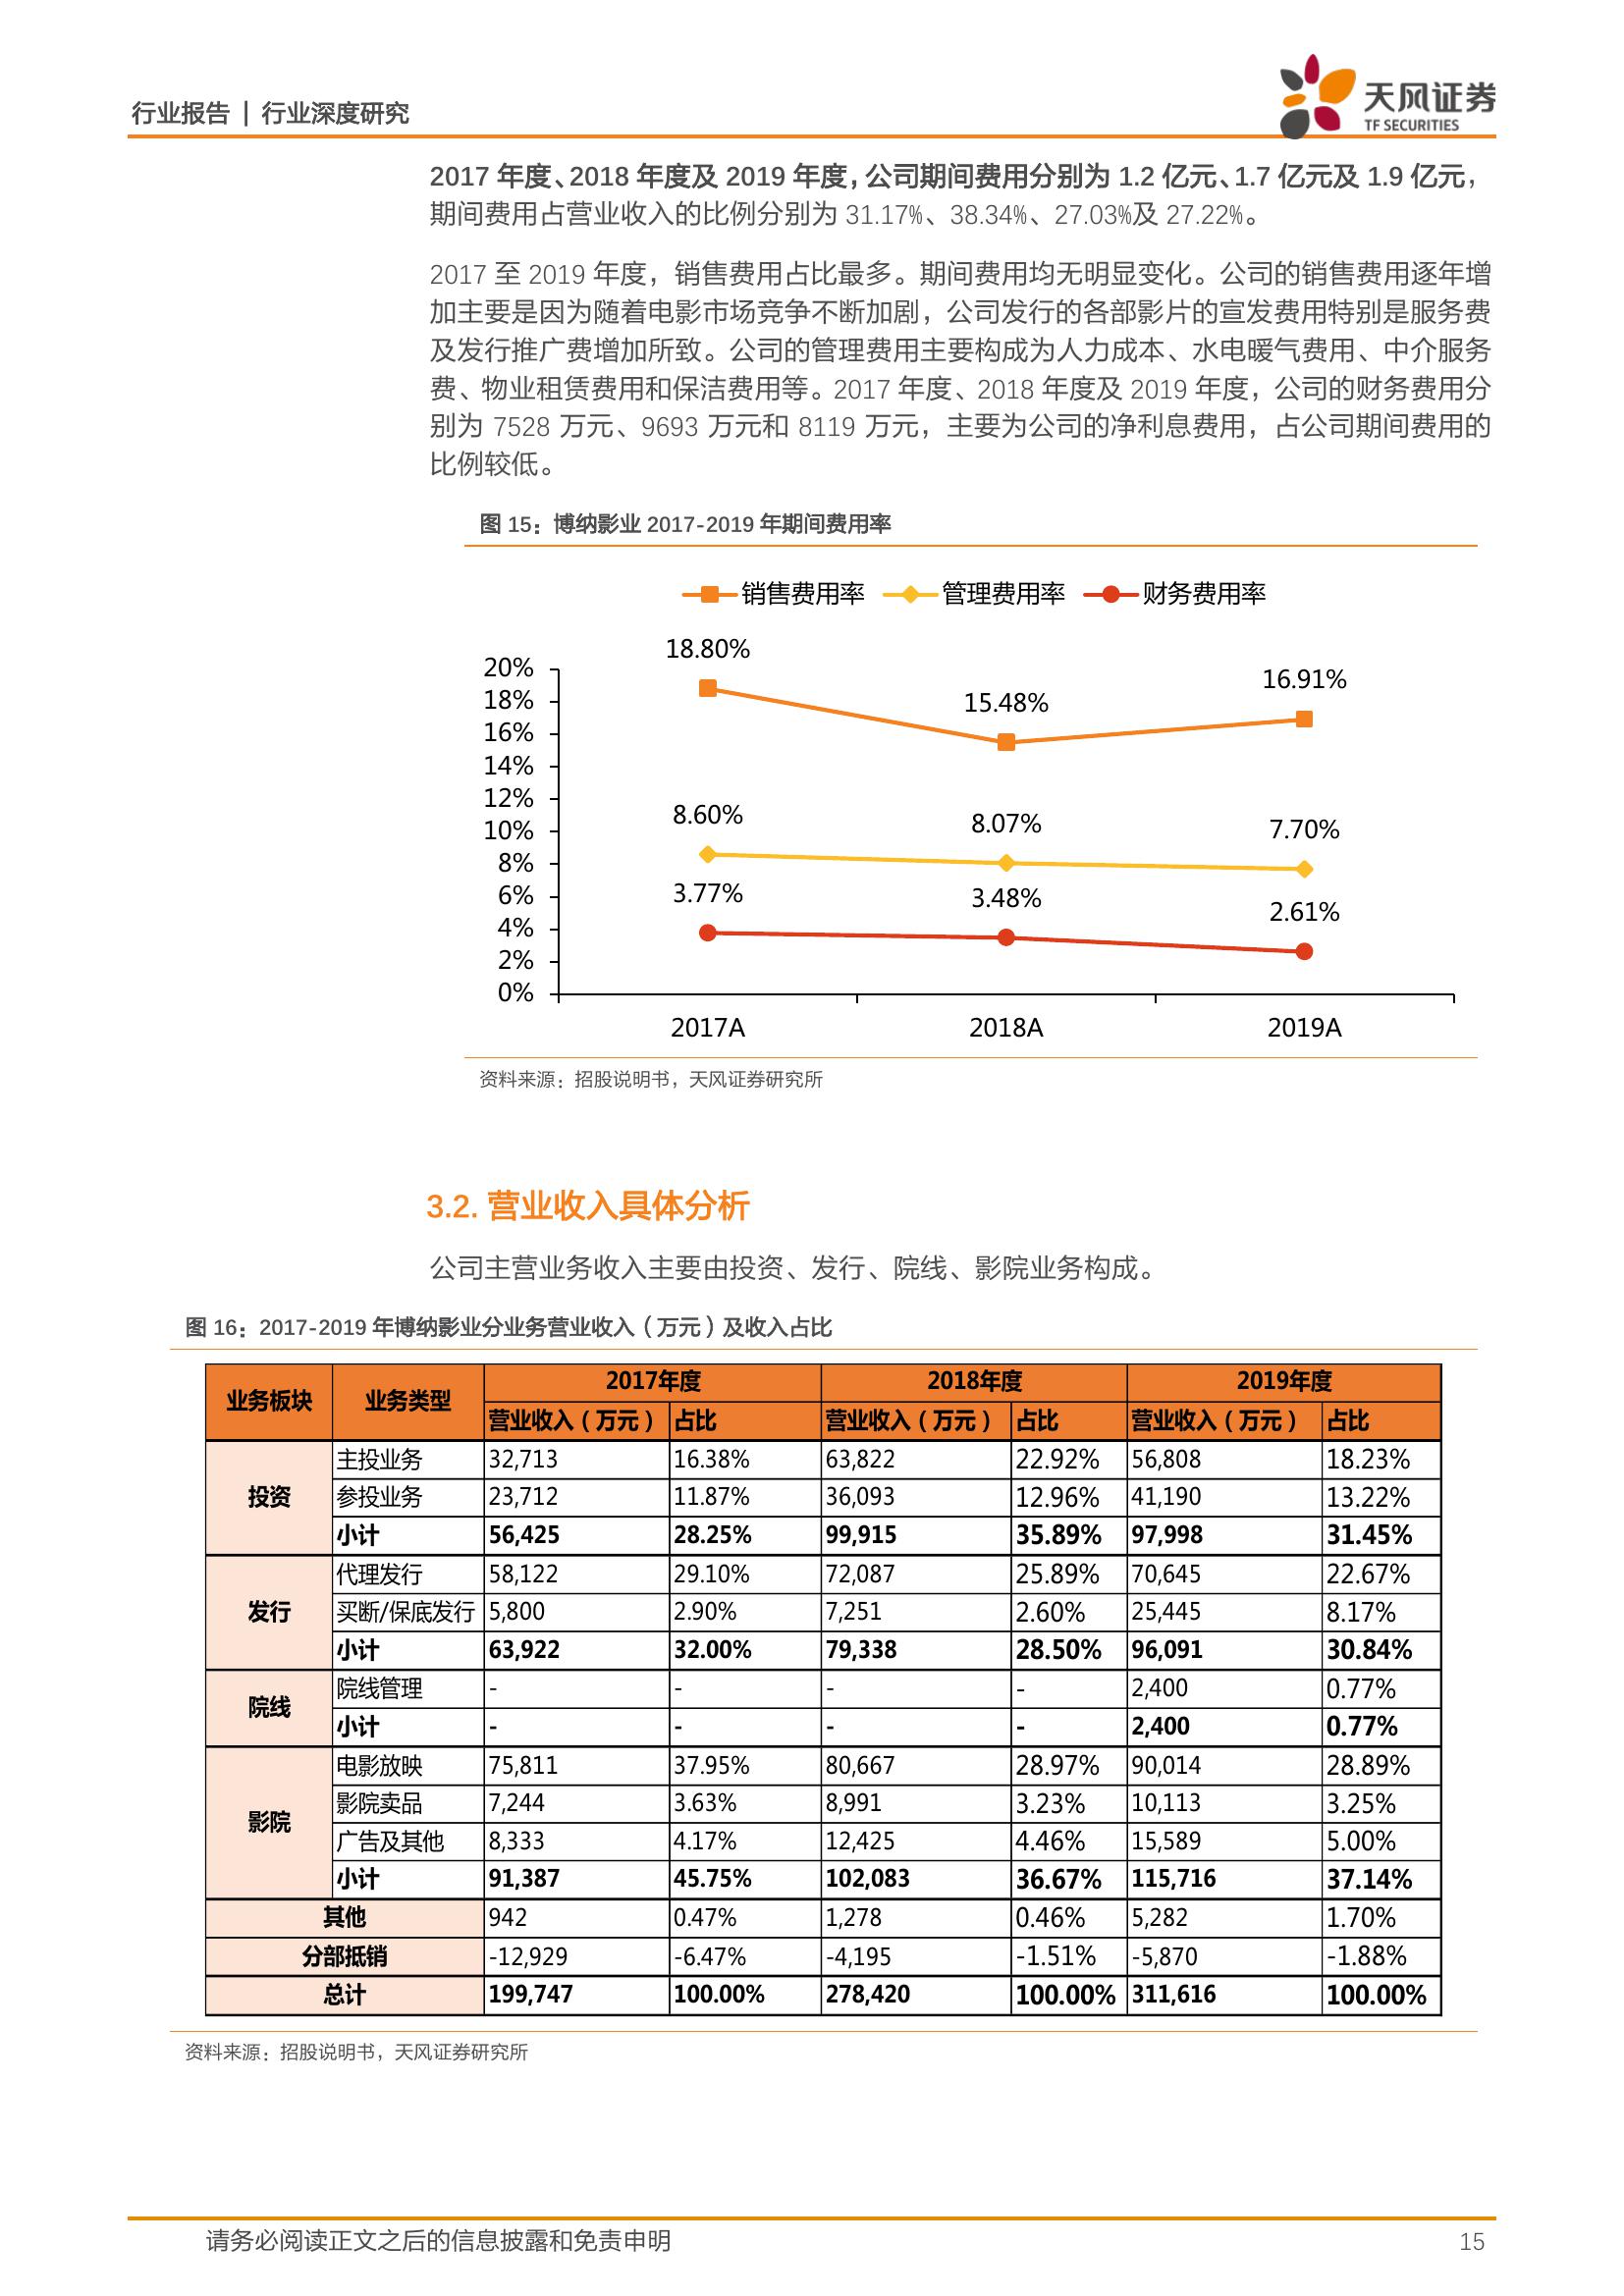 行业报告 | 行业深度研究
天风证券
TF SECURITIES
2017 年度、2018 年度及 2019 年度，公司期间费用分别为 1.2 亿元、1.7 亿元及 1.9 亿元，
期间费用占营业收入的比例分别为 31.17%、38.34%、27.03%及 27.22%。
2017 至 2019 年度，销售费用占比最多。期间费用均无明显变化。公司的销售费用逐年增
加主要是因为随着电影市场竞争不断加剧，公司发行的各部影片的宣发费用特别是服务费
及发行推广费增加所致。公司的管理费用主要构成为人力成本、水电暖气费用、中介服务
费、物业租赁费用和保洁费用等。2017 年度、2018 年度及 2019 年度，公司的财务费用分
别为 7528 万元、9693 万元和 8119 万元，主要为公司的净利息费用，占公司期间费用的
比例较低。
图 15：博纳影业 2017-2019 年期间费用率
销售费用率 管理费用率 财务费用率
18.80% 15.48% 16.91%
8.60% 8.07% 7.70%
3.77% 3.48% 2.61%
20%
18%
16%
14%
12%
10%
8%
6%
4%
2%
0%
2017A 2018A 2019A
资料来源：招股说明书，天风证券研究所
3.2. 营业收入具体分析
公司主营业务收入主要由投资、发行、院线、影院业务构成。
图 16：2017-2019 年博纳影业分业务营业收入（万元）及收入占比
业务板块 业务类型 2017年度 2018年度 2019年度
营业收入（万元） 占比 营业收入（万元） 占比 营业收入（万元） 占比
投资 主投业务 32,713 16.38% 63,822 22.92% 56,808 18.23%
参投业务 23,712 11.87% 36,093 12.96% 41,190 13.22%
小计 56,425 28.25% 99,915 35.89% 97,998 31.45%
发行 代理发行 58,122 29.10% 72,087 25.89% 70,645 22.67%
买断/保底发行 5,800 2.90% 7,251 2.60% 25,445 8.17%
小计 63,922 32.00% 79,338 28.50% 96,091 30.84%
院线 院线管理 - - - - 2,400 0.77%
小计 - - - - 2,400 0.77%
影院 电影放映 75,811 37.95% 80,667 28.97% 90,014 28.89%
影院卖品 7,244 3.63% 8,991 3.23% 10,113 3.25%
广告及其他 8,333 4.17% 12,425 4.46% 15,589 5.00%
小计 91,387 45.75% 102,083 36.67% 115,716 37.14%
其他 942 0.47% 1,278 0.46% 5,282 1.70%
分部抵销 -12,929 -6.47% -4,195 -1.51% -5,870 -1.88%
总计 199,747 100.00% 278,420 100.00% 311,616 100.00%
资料来源：招股说明书，天风证券研究所
请务必阅读正文之后的信息披露和免责申明 15